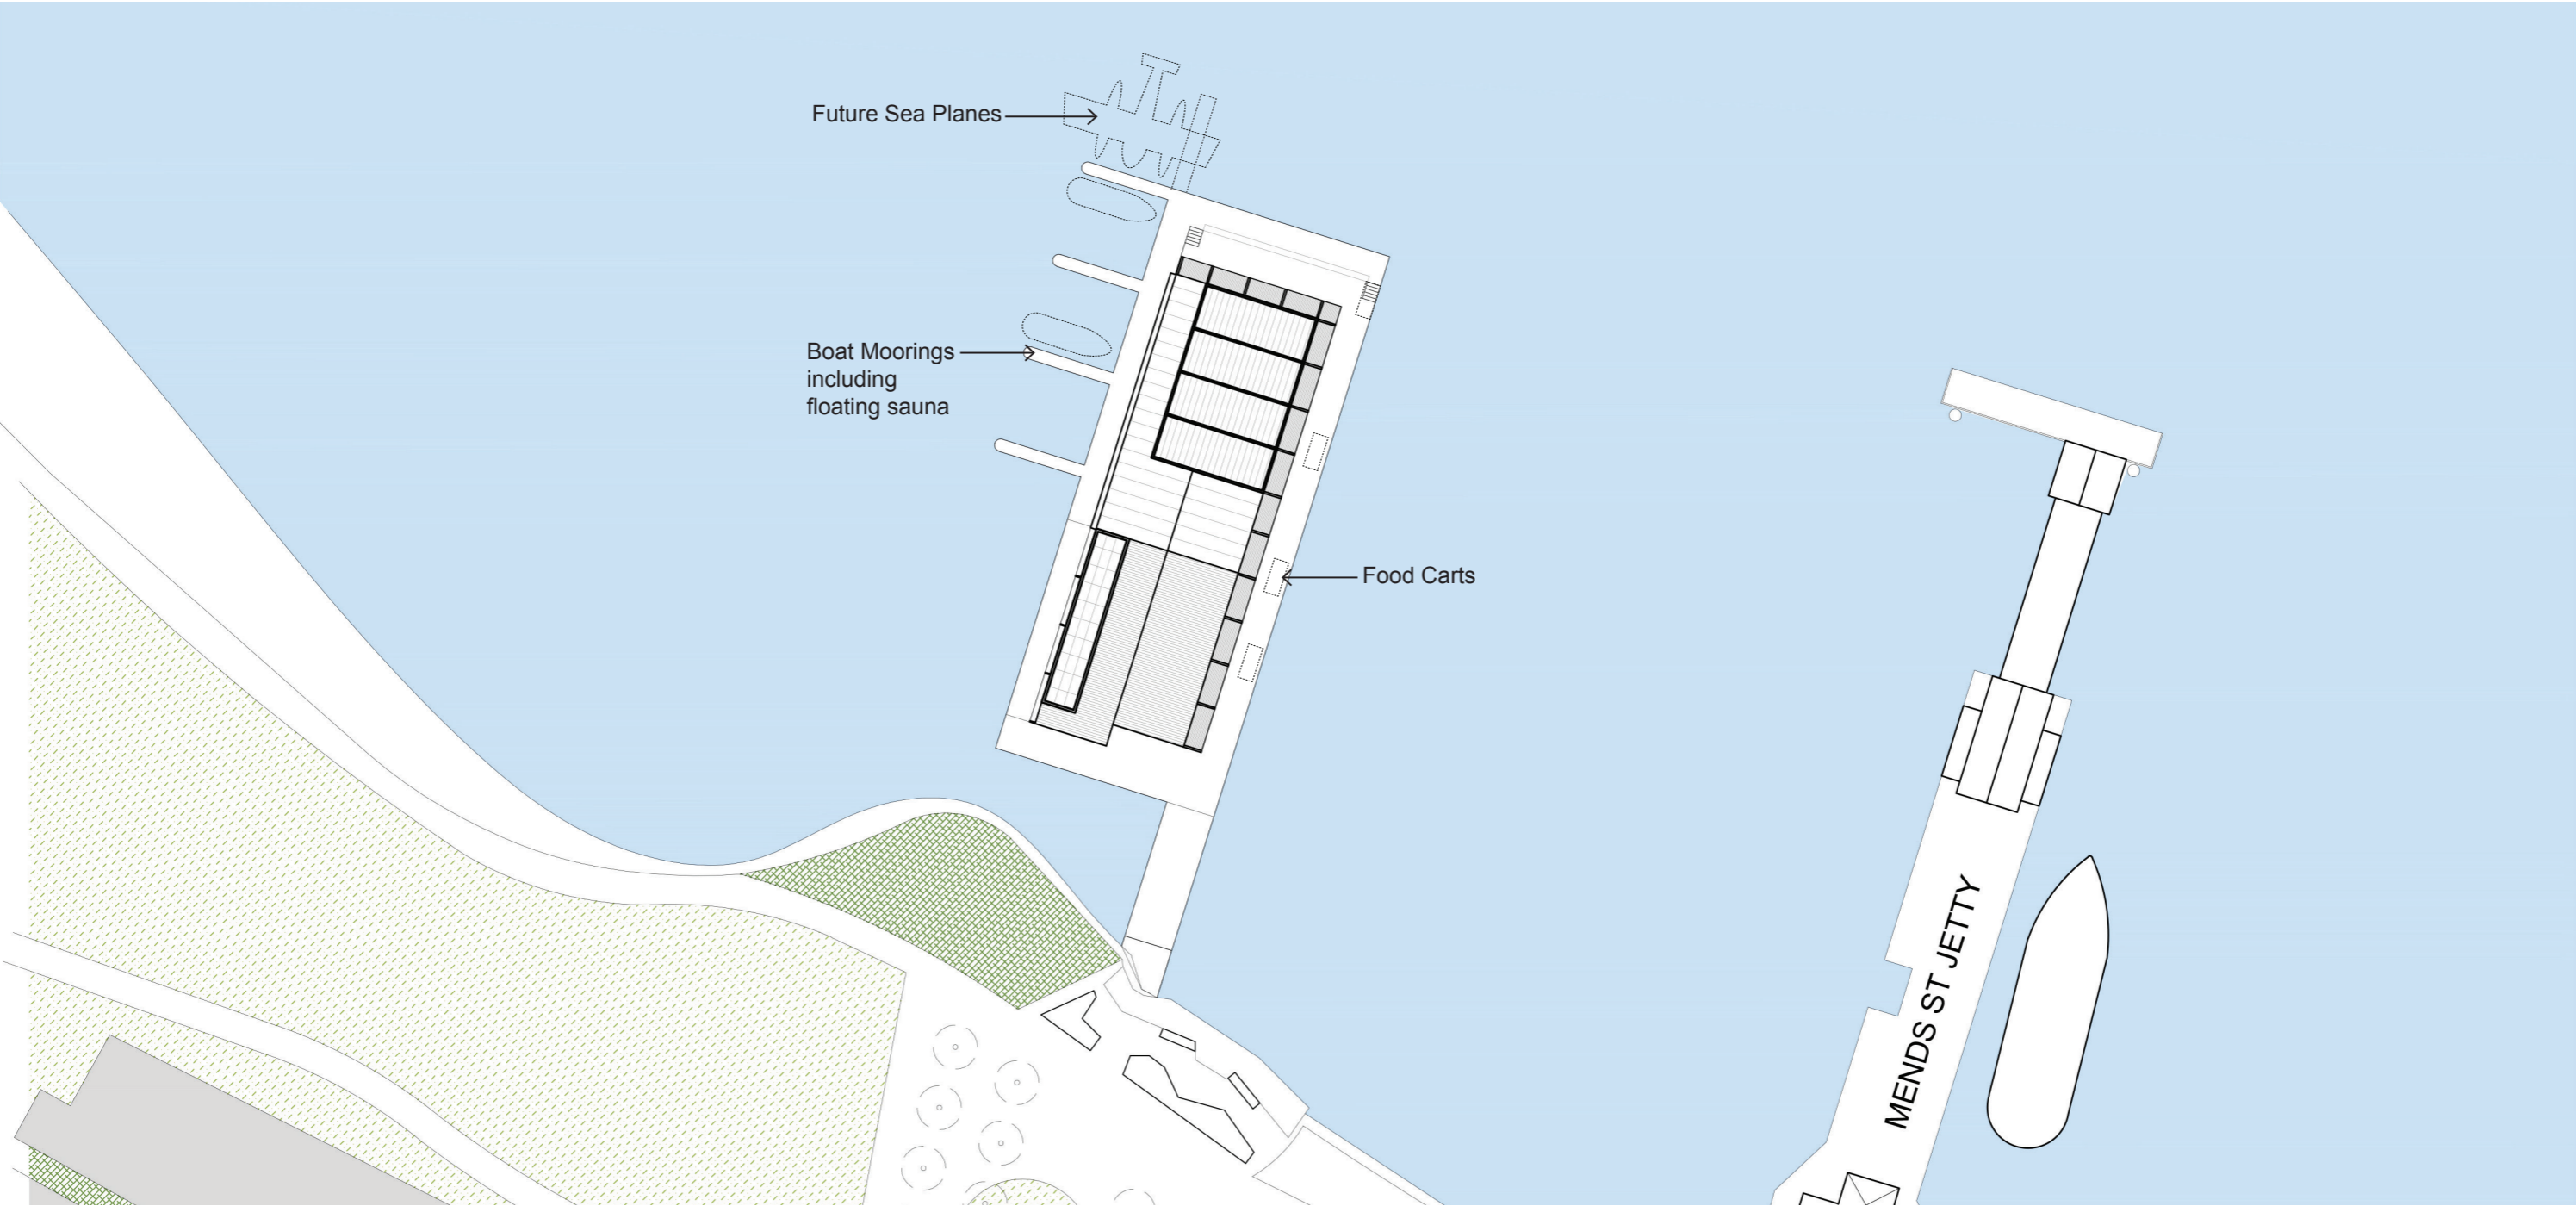 Future Sea Planes
Boat Moorings
including
floating sauna
Food Carts
MENDS ST JETTY